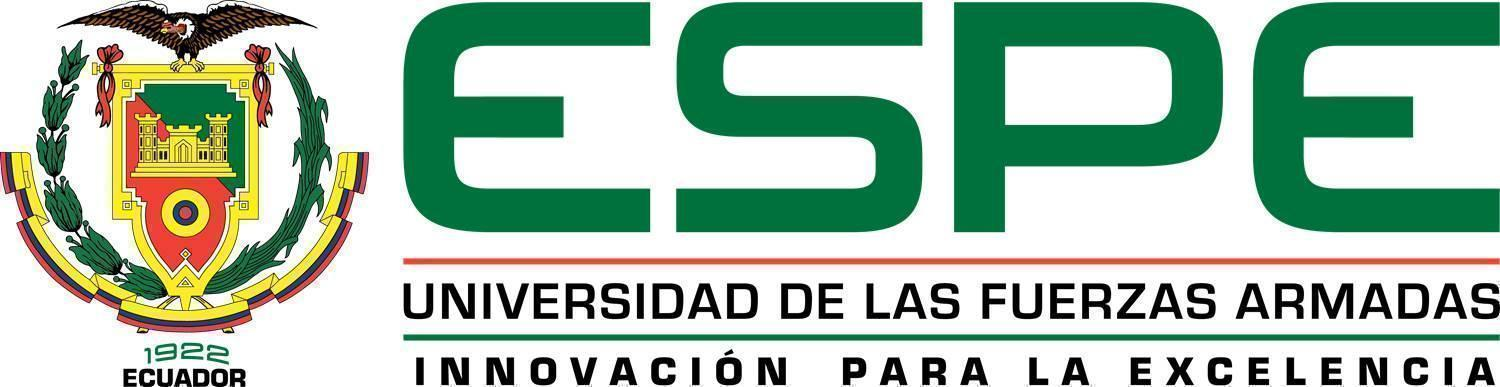 ESPE
UNIVERSIDAD DE LAS FUERZAS ARMADAS
INNOVACIÓN PARA LA EXCELENCIA
1922
ECUADOR